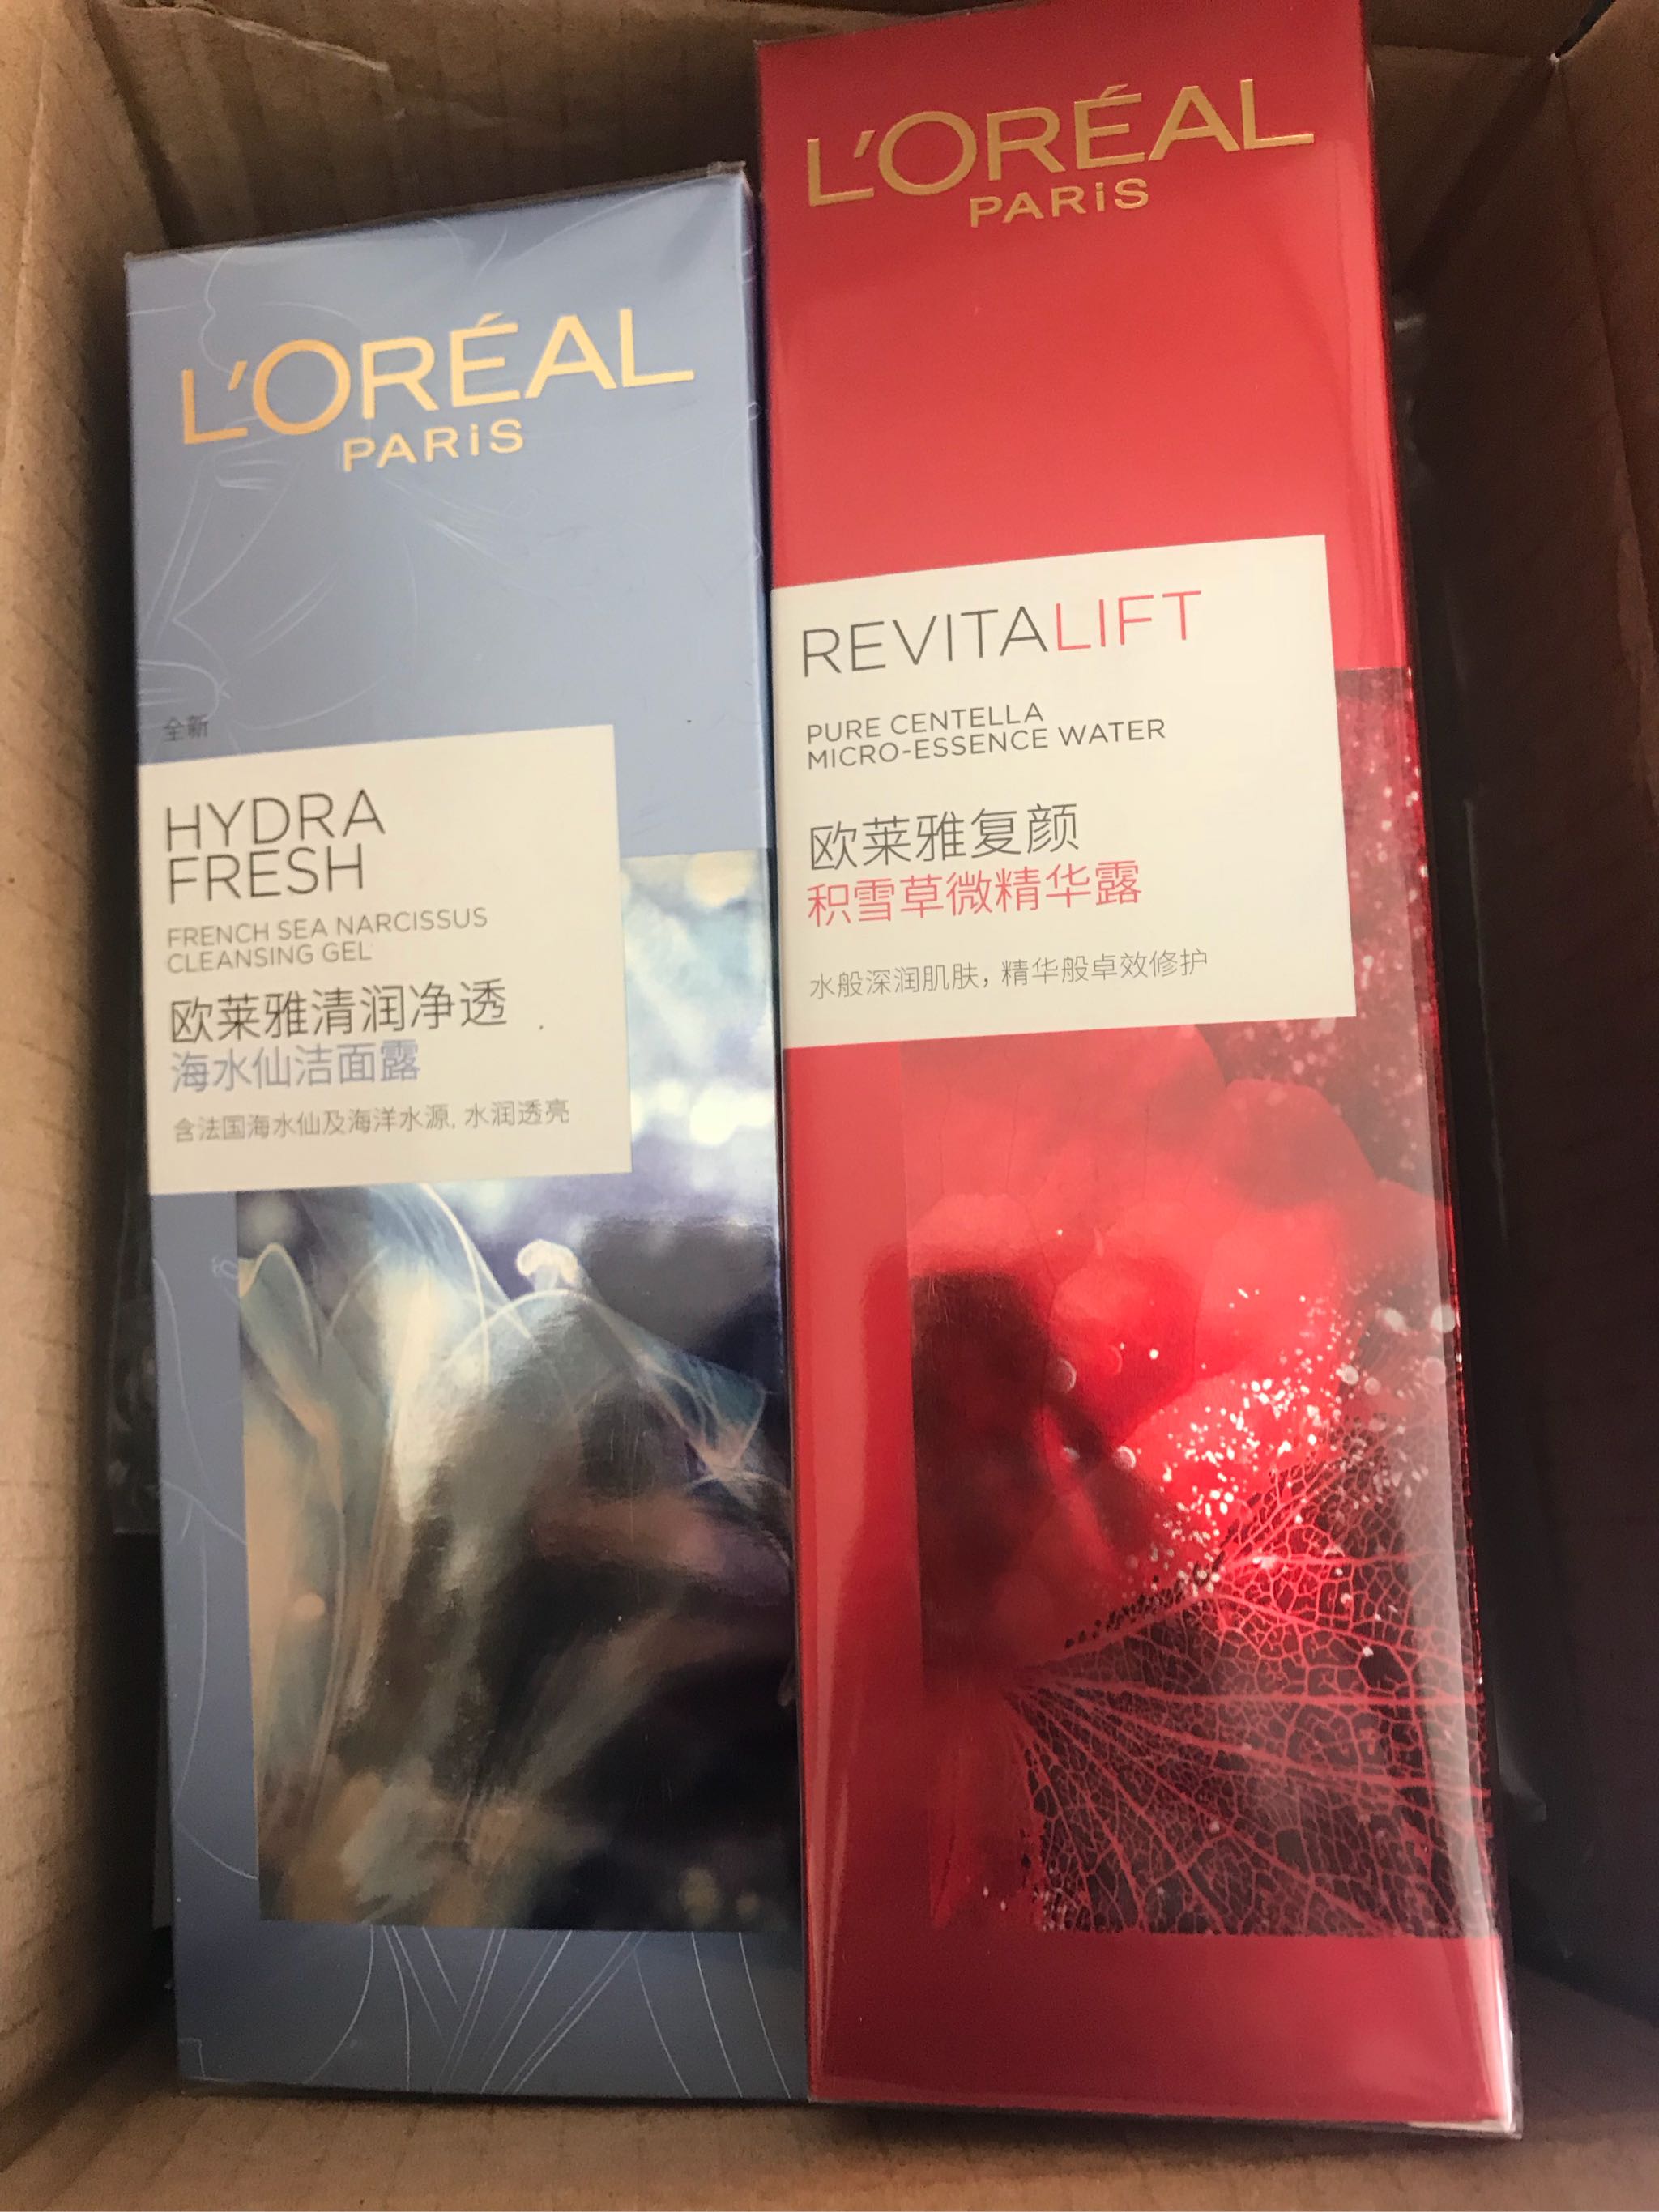 L'ORÉAL
PARiS
全新
HYDRA
FRESH
FRENCH SEA NARCISSUS
CLEANSING GEL
欧莱雅清润净透
海水仙洁面露
含法国海水仙及海洋水源, 水润透亮
L'ORÉAL
PARiS
REVITALIFT
PURE CENTELLA
MICRO-ESSENCE WATER
欧莱雅复颜
积雪草微精华露
水般深润肌肤，精华般卓效修护